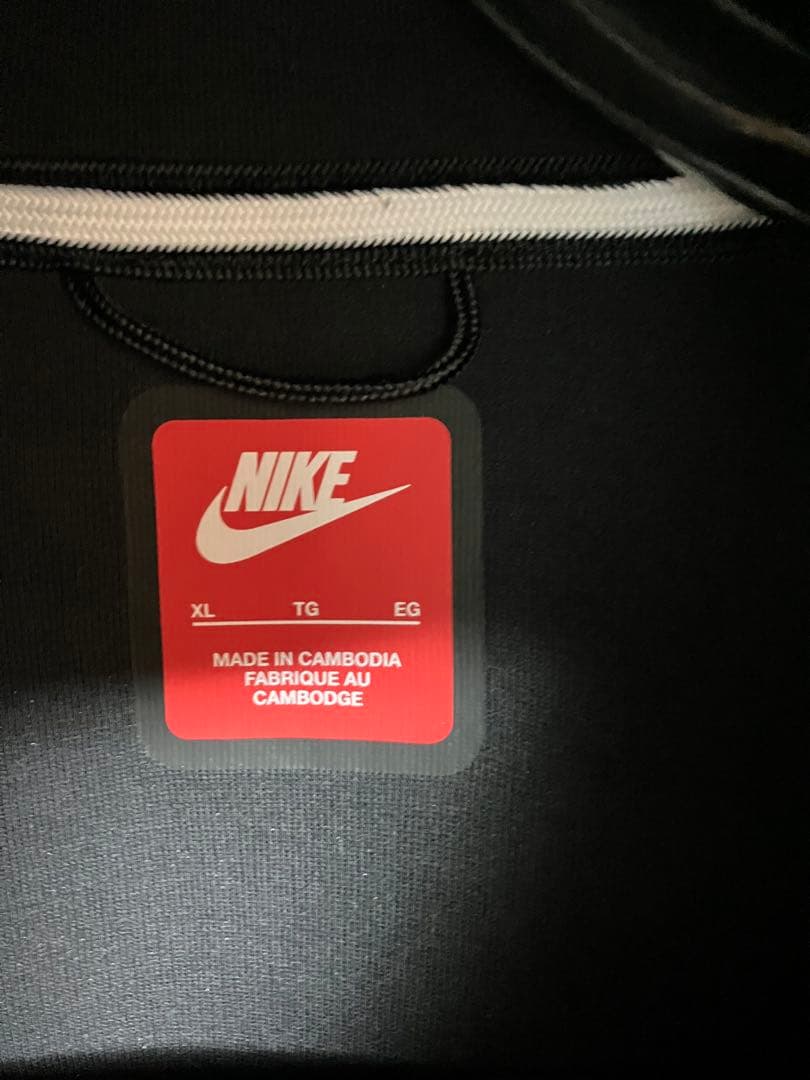 NIKE
XL TG EG
MADE IN CAMBODIA
FABRIQUE AU
CAMBODGE